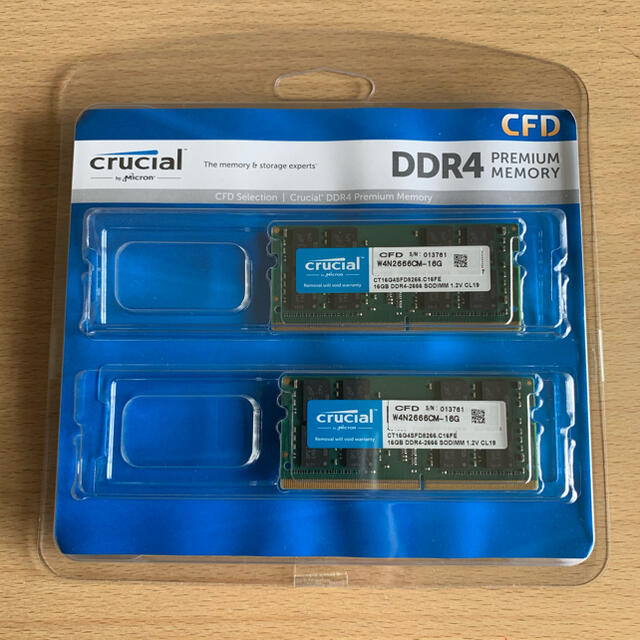 CFD
crucial
by Micron
The memory & storage experts™
DDR4 PREMIUM MEMORY
CFD Selection | Crucial® DDR4 Premium Memory
crucial
by Micron
Removal will void warranty
CFD S/N : 013761
W4N2666CM-16G
CT16G4SFD8266.C16FE
16GB DDR4-2666 SODIMM 1.2V CL19
crucial
by Micron
Removal will void warranty
CFD S/N : 013761
W4N2666CM-16G
CT16G4SFD8266.C16FE
16GB DDR4-2666 SODIMM 1.2V CL19